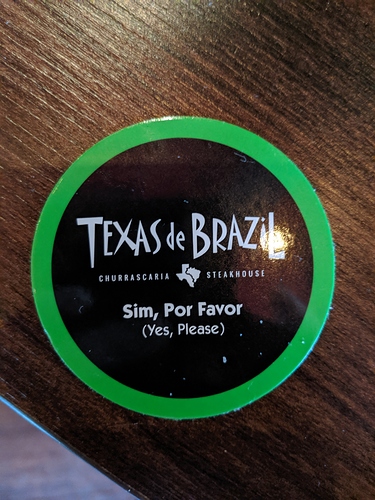 TEXAS de BRAZiL
CHURRASCARIA STEAKHOUSE
Sim, Por Favor
(Yes, Please)